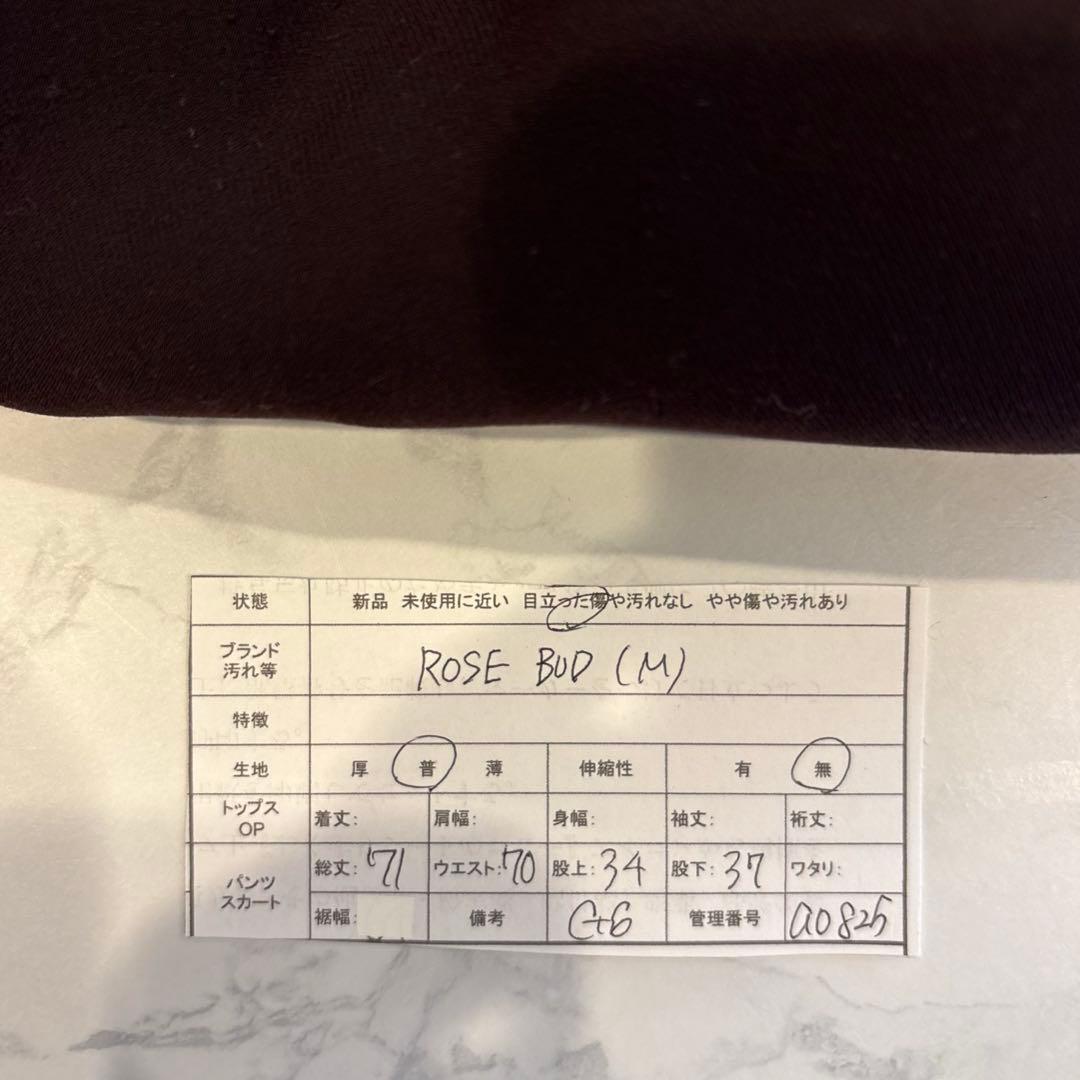 状態 新品 未使用に近い 目立った傷や汚れなし やや傷や汚れあり
ブランド 汚れ等 ROSE BUD (M)
特徴
生地 厚 普 薄 伸縮性 有 無
トップス OP 着丈: 肩幅: 身幅: 袖丈: 裄丈:
パンツ スカート 総丈: 71 ウエスト: 70 股上: 34 股下: 37 ワタリ:
裾幅: 備考 管理番号 a0825